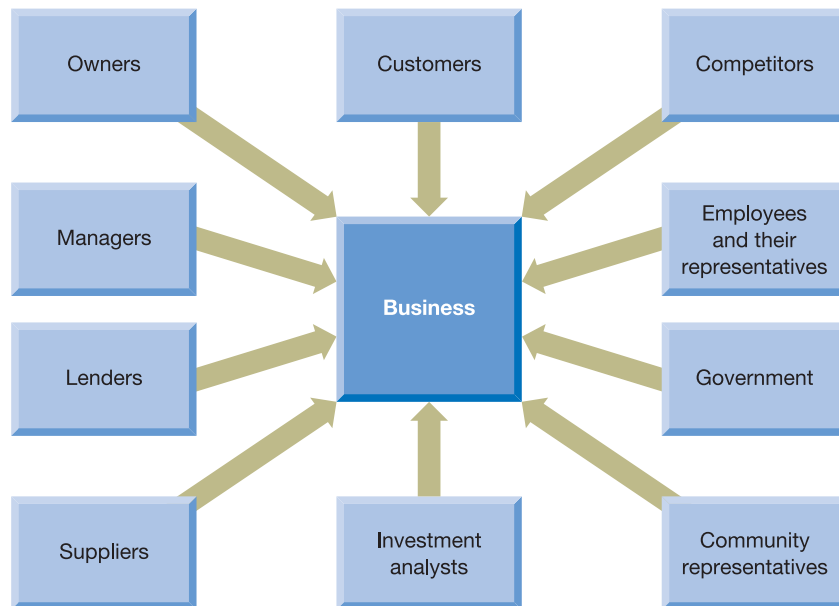 Owners
Customers
Competitors
Managers
Employees
and their
representatives
Business
Lenders
Government
Suppliers
Investment
analysts
Community
representatives